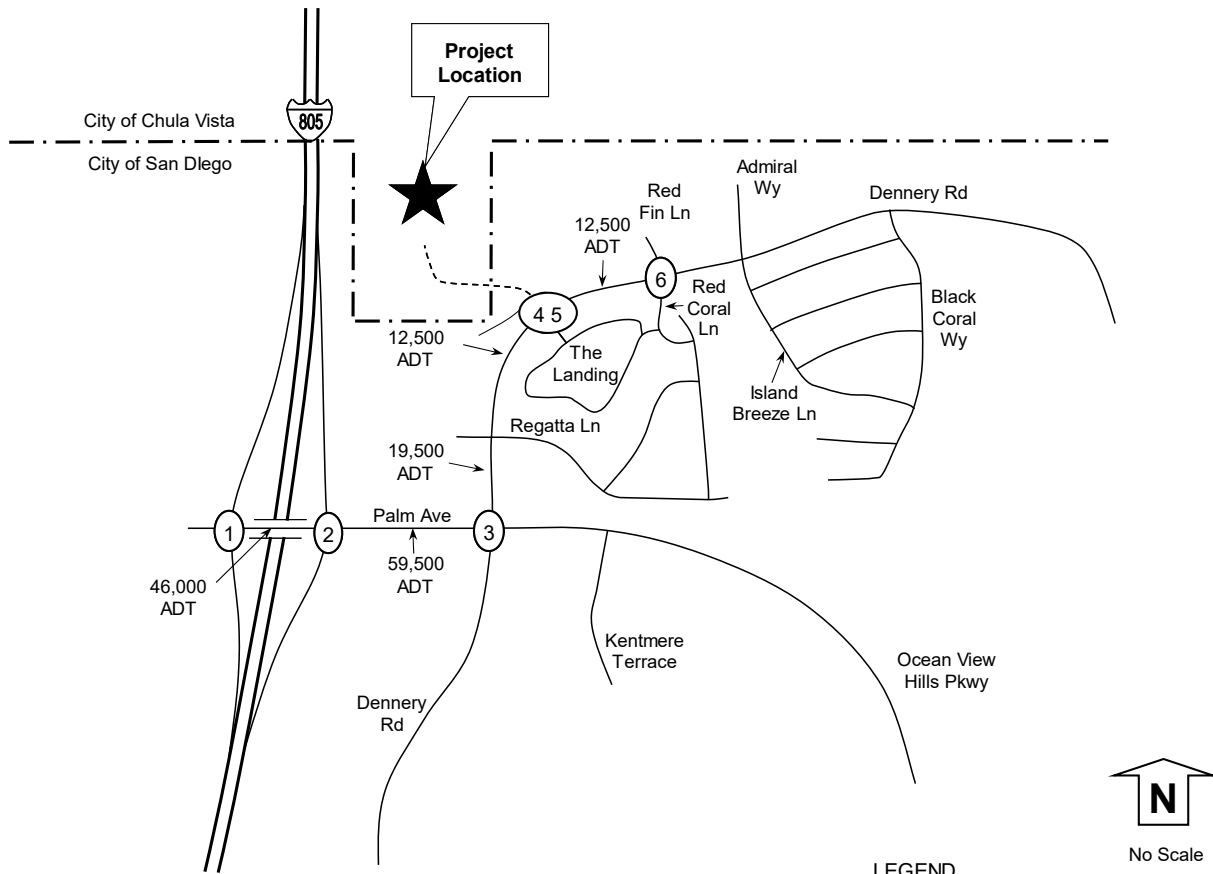 Project
Location
City of Chula Vista
805
City of San DIego
Admiral
Wy
Dennery Rd
Red
Fin Ln
12,500
ADT
6
Red
Coral
Ln
Black
Coral
Wy
4 5
12,500
ADT
The
Landing
Island
Breeze Ln
Regatta Ln
19,500
ADT
Palm Ave
1
2
3
59,500
ADT
46,000
ADT
Kentmere
Terrace
Ocean View
Hills Pkwy
Dennery
Rd
N
No Scale
LEGEND